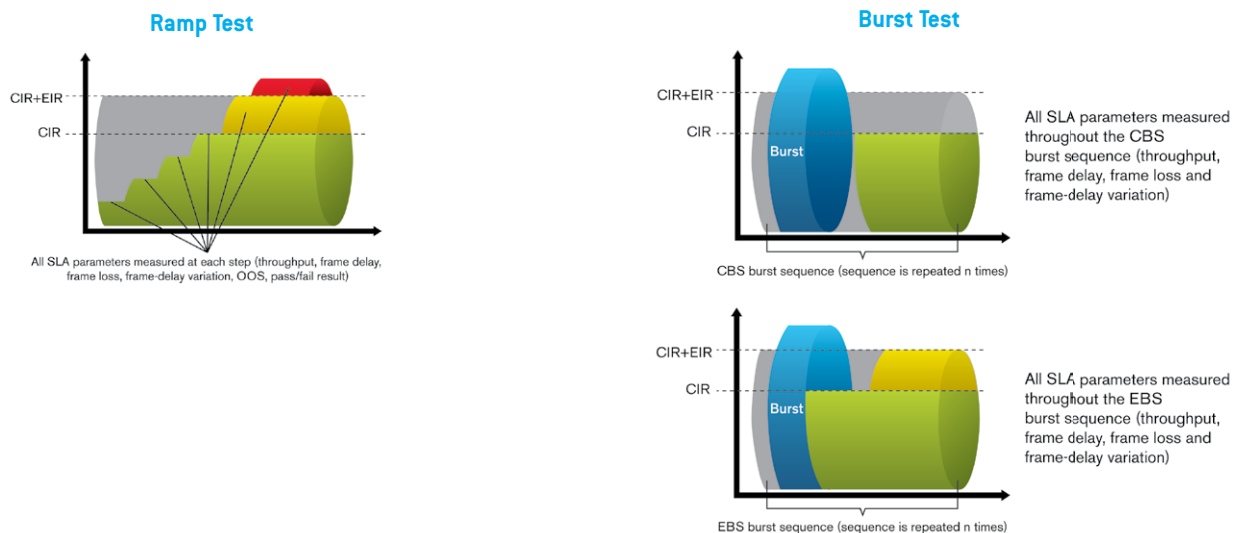 Ramp Test
CIR+EIR
CIR
All SLA parameters measured at each step (throughput, frame delay,
frame loss, frame-delay variation, OOS, pass/fail result)
Burst Test
CIR+EIR
CIR
Burst
CBS burst sequence (sequence is repeated n times)
All SLA parameters measured
throughout the CBS
burst sequence (throughput,
frame delay, frame loss and
frame-delay variation)
CIR+EIR
CIR
Burst
EBS burst sequence (sequence is repeated n times)
All SLA parameters measured
throughout the EBS
burst sequence (throughput,
frame delay, frame loss and
frame-delay variation)